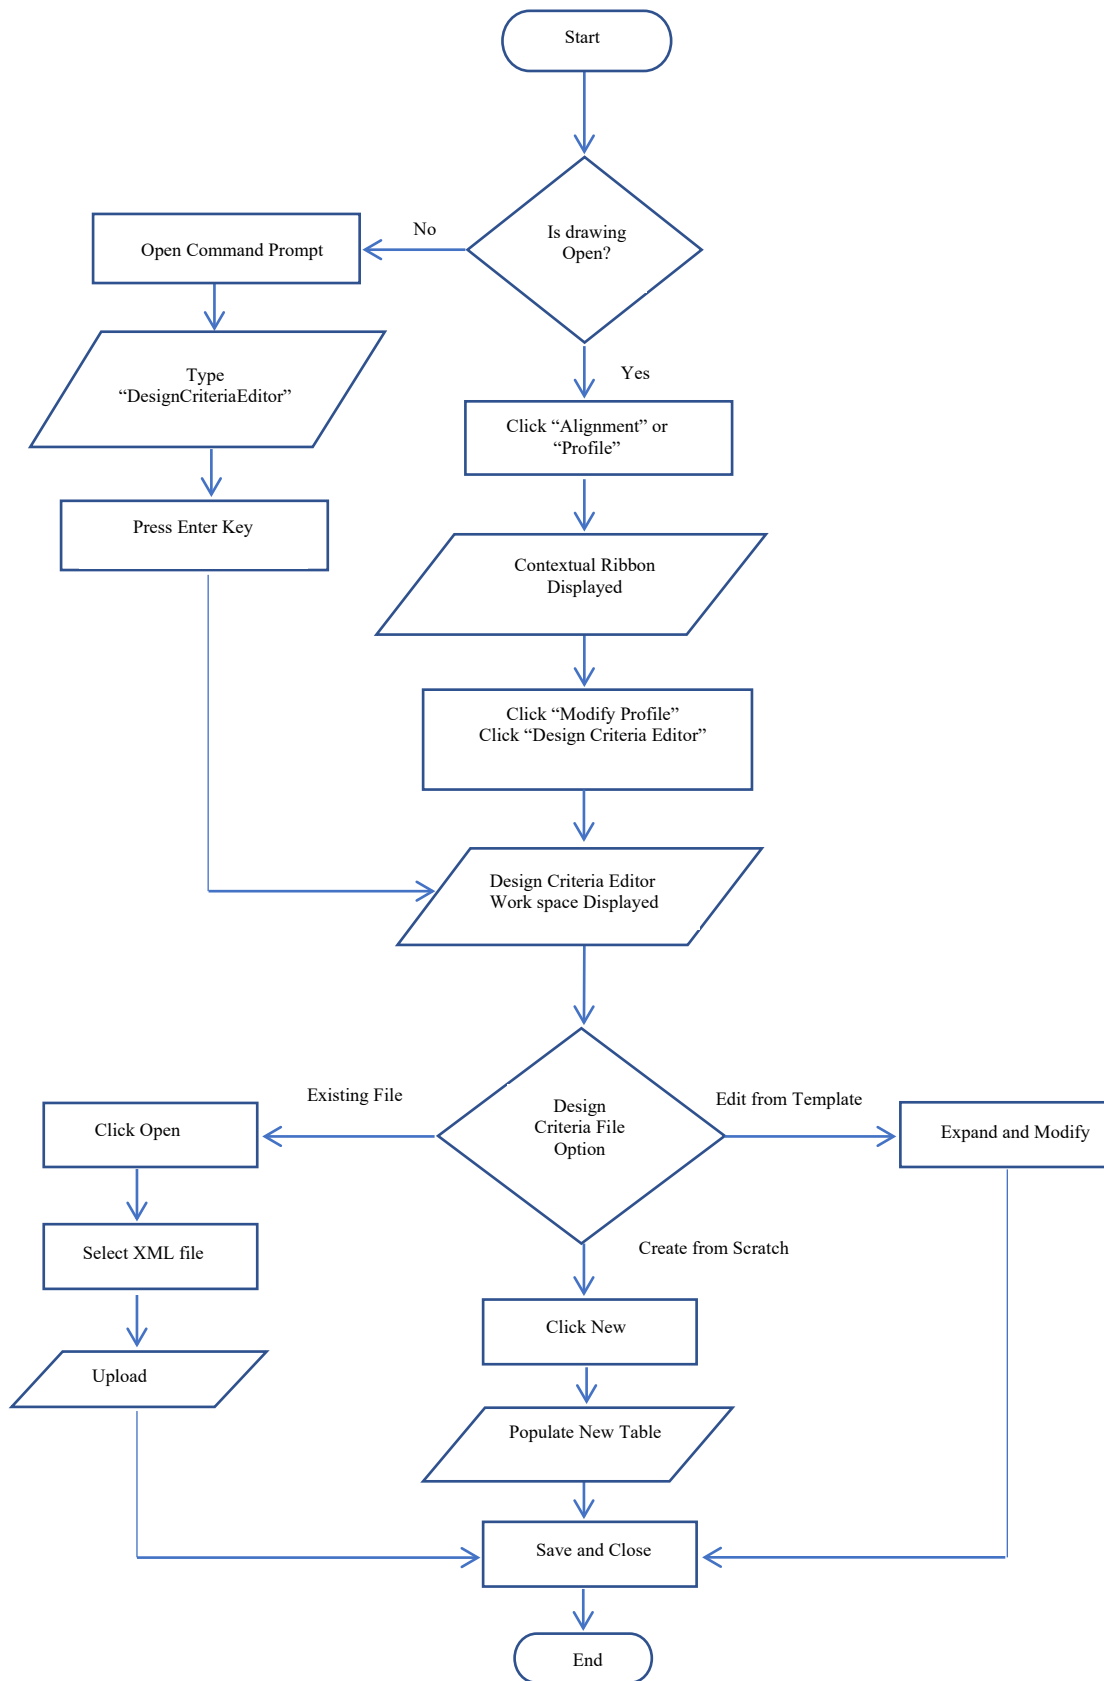 Start
Is drawing
Open?
No
Open Command Prompt
Type
“DesignCriteriaEditor”
Press Enter Key
Yes
Click “Alignment” or
“Profile”
Contextual Ribbon
Displayed
Click “Modify Profile”
Click “Design Criteria Editor”
Design Criteria Editor
Work space Displayed
Design
Criteria File
Option
Existing File
Click Open
Select XML file
Upload
Edit from Template
Expand and Modify
Create from Scratch
Click New
Populate New Table
Save and Close
End